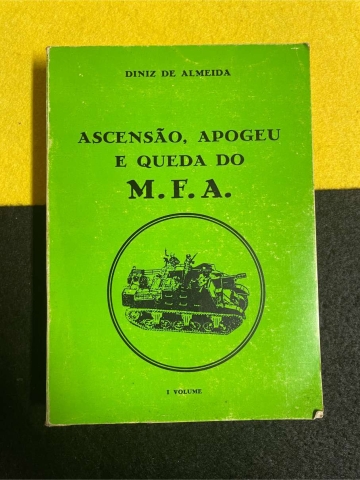 DINIZ DE ALMEIDA
ASCENSÃO, APOGEU
E QUEDA DO
M.F.A.
I VOLUME